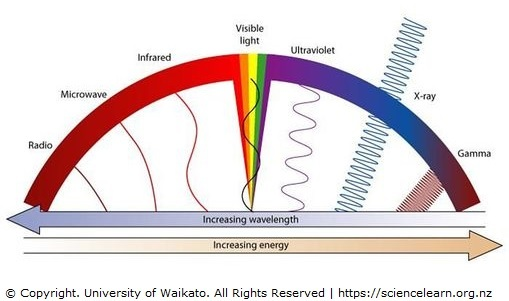 Visible
light
Infrared
Ultraviolet
Microwave
X-ray
Radio
Gamma
Increasing wavelength
Increasing energy
© Copyright. University of Waikato. All Rights Reserved | https://sciencelearn.org.nz